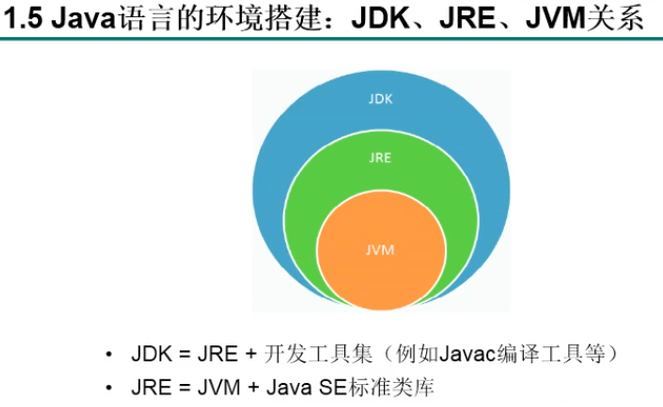 1.5 Java语言的环境搭建：JDK、JRE、JVM关系
JDK
JRE
JVM
• JDK = JRE + 开发工具集（例如Javac编译工具等）
• JRE = JVM + Java SE标准类库